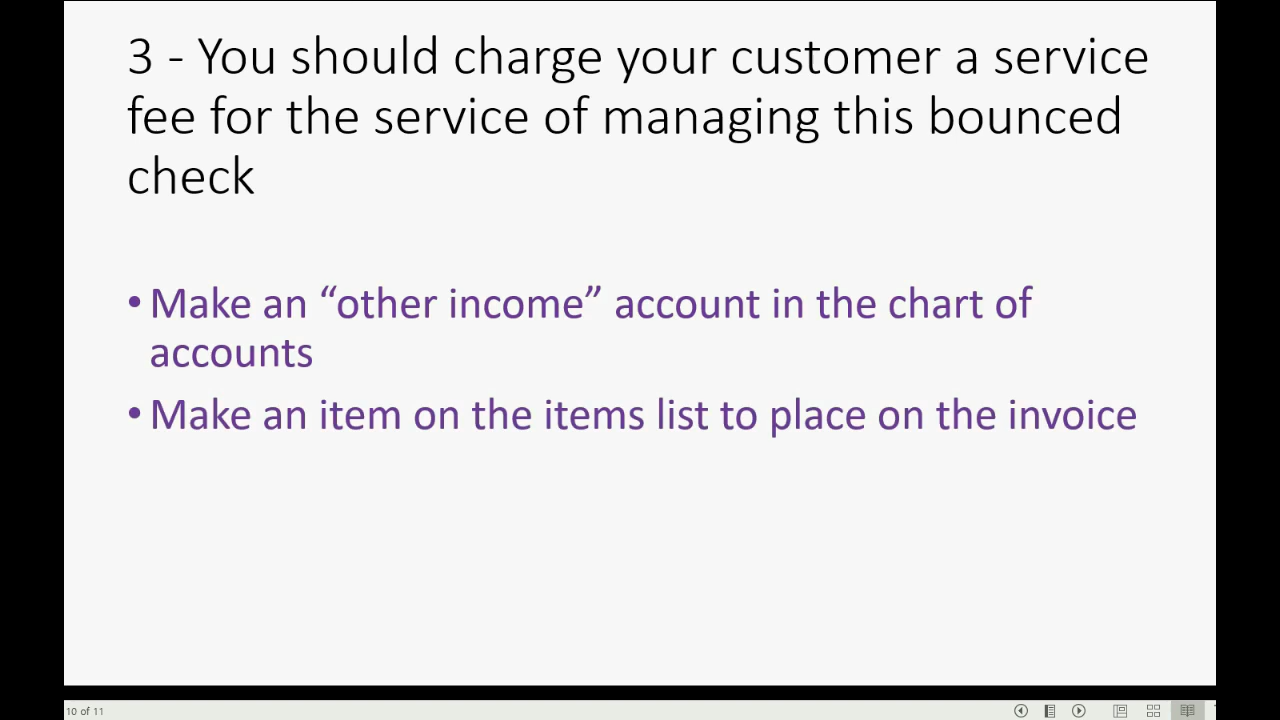 3 - You should charge your customer a service
fee for the service of managing this bounced
check
• Make an “other income” account in the chart of
accounts
• Make an item on the items list to place on the invoice
10 of 11